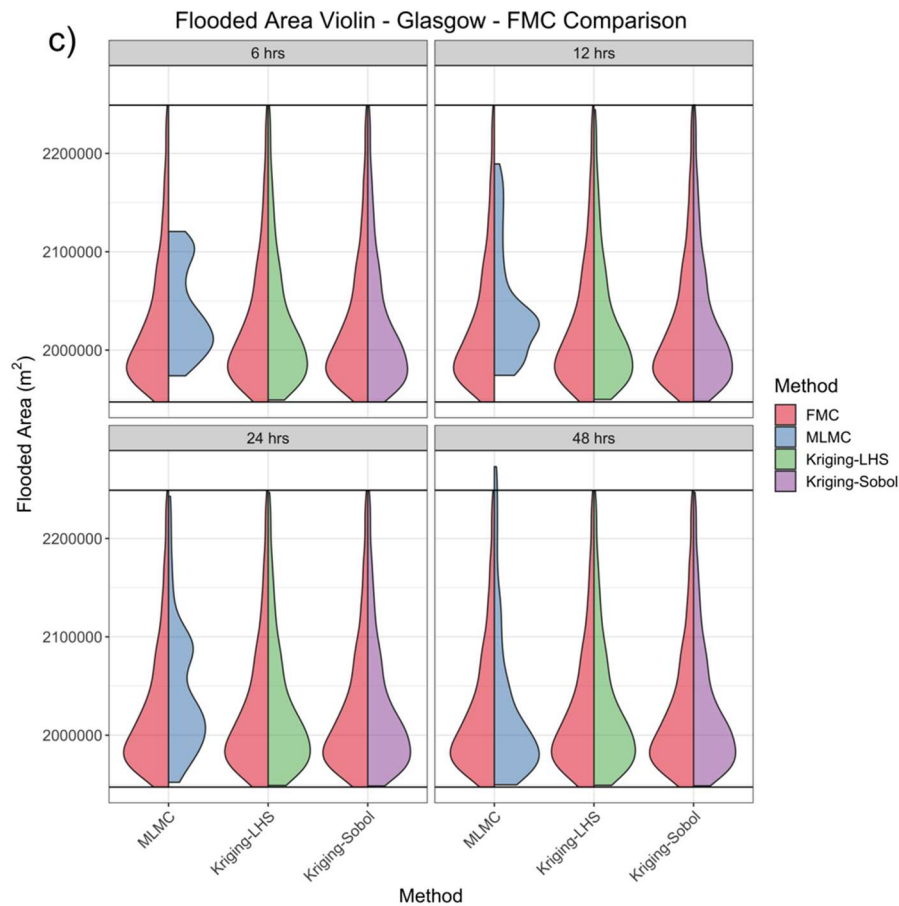 Flooded Area Violin - Glasgow - FMC Comparison
c)
6 hrs
12 hrs
2200000
2100000
2000000
24 hrs
48 hrs
2200000
2100000
2000000
Flooded Area (m²)
MLMC
Kriging-LHS
Kriging-Sobol
MLMC
Kriging-LHS
Kriging-Sobol
Method
Method
FMC
MLMC
Kriging-LHS
Kriging-Sobol